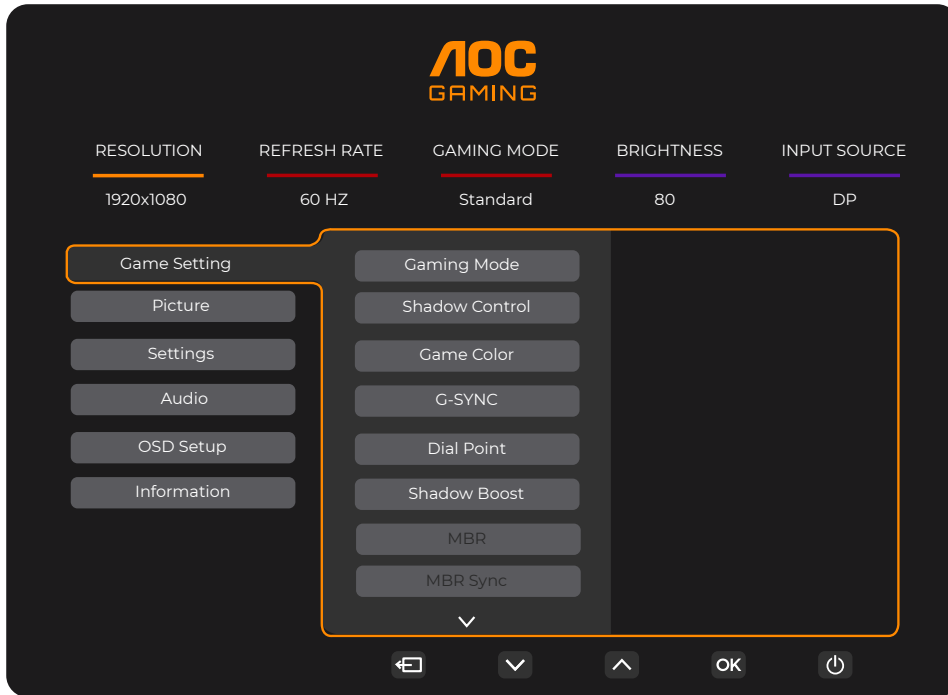 AOC
GAMING
RESOLUTION REFRESH RATE GAMING MODE BRIGHTNESS INPUT SOURCE
1920x1080 60 HZ Standard 80 DP
Game Setting
Picture
Settings
Audio
OSD Setup
Information
Gaming Mode
Shadow Control
Game Color
G-SYNC
Dial Point
Shadow Boost
MBR
MBR Sync
OK